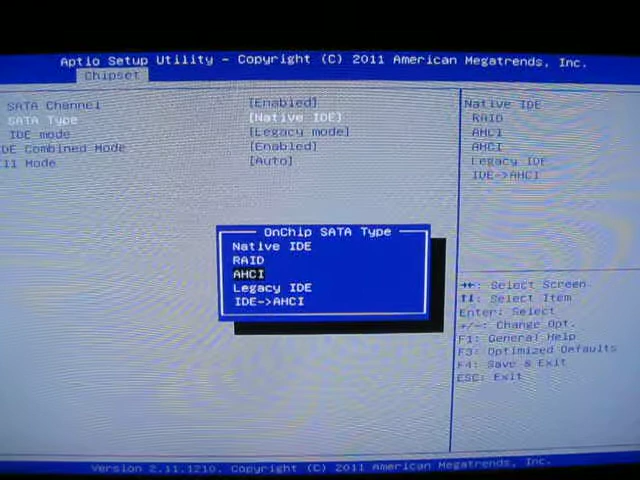 Aptio Setup Utility – Copyright (C) 2011 American Megatrends, Inc.
Chipset
SATA Channel [Enabled]
SATA Type [Native IDE]
IDE mode [Legacy mode]
DE Combined Mode [Enabled]
Mode [Auto]
Native IDE
RAID
AHCI
AHCI
Legacy IDE
IDE->AHCI
OnChip SATA Type
Native IDE
RAID
AHCI
Legacy IDE
IDE->AHCI
→←: Select Screen
↑↓: Select Item
Enter: Select
+/-: Change Opt.
F1: General Help
F3: Optimized Defaults
F4: Save & Exit
ESC: Exit
Version 2.11.1210. Copyright (C) 2011 American Megatrends, Inc.